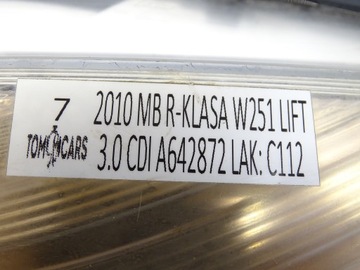 7
TOM CARS
2010 MB R-KLASA W251 LIFT
3.0 CDI A642872 LAK: C112